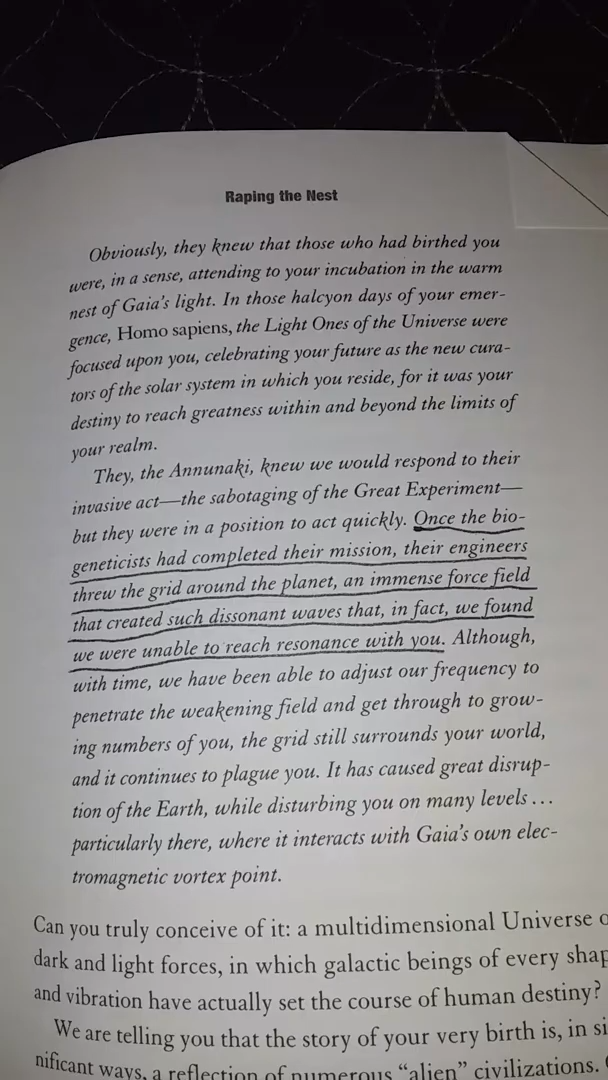 Raping the Nest
Obviously, they knew that those who had birthed you
were, in a sense, attending to your incubation in the warm
nest of Gaia's light. In those halcyon days of your emer-
gence, Homo sapiens, the Light Ones of the Universe were
focused upon you, celebrating your future as the new cura-
tors of the solar system in which you reside, for it was your
destiny to reach greatness within and beyond the limits of
your realm.
They, the Annunaki, knew we would respond to their
invasive act—the sabotaging of the Great Experiment—
but they were in a position to act quickly. Once the bio-
geneticists had completed their mission, their engineers
threw the grid around the planet, an immense force field
that created such dissonant waves that, in fact, we found
we were unable to reach resonance with you. Although,
with time, we have been able to adjust our frequency to
penetrate the weakening field and get through to grow-
ing numbers of you, the grid still surrounds your world,
and it continues to plague you. It has caused great disrup-
tion of the Earth, while disturbing you on many levels ...
particularly there, where it interacts with Gaia's own elec-
tromagnetic vortex point.
Can you truly conceive of it: a multidimensional Universe
dark and light forces, in which galactic beings of every
and vibration have actually set the course of human destiny?
We are telling you that the story of your very birth is, in
nificant ways, a reflection of numerous "alien" civilizations.